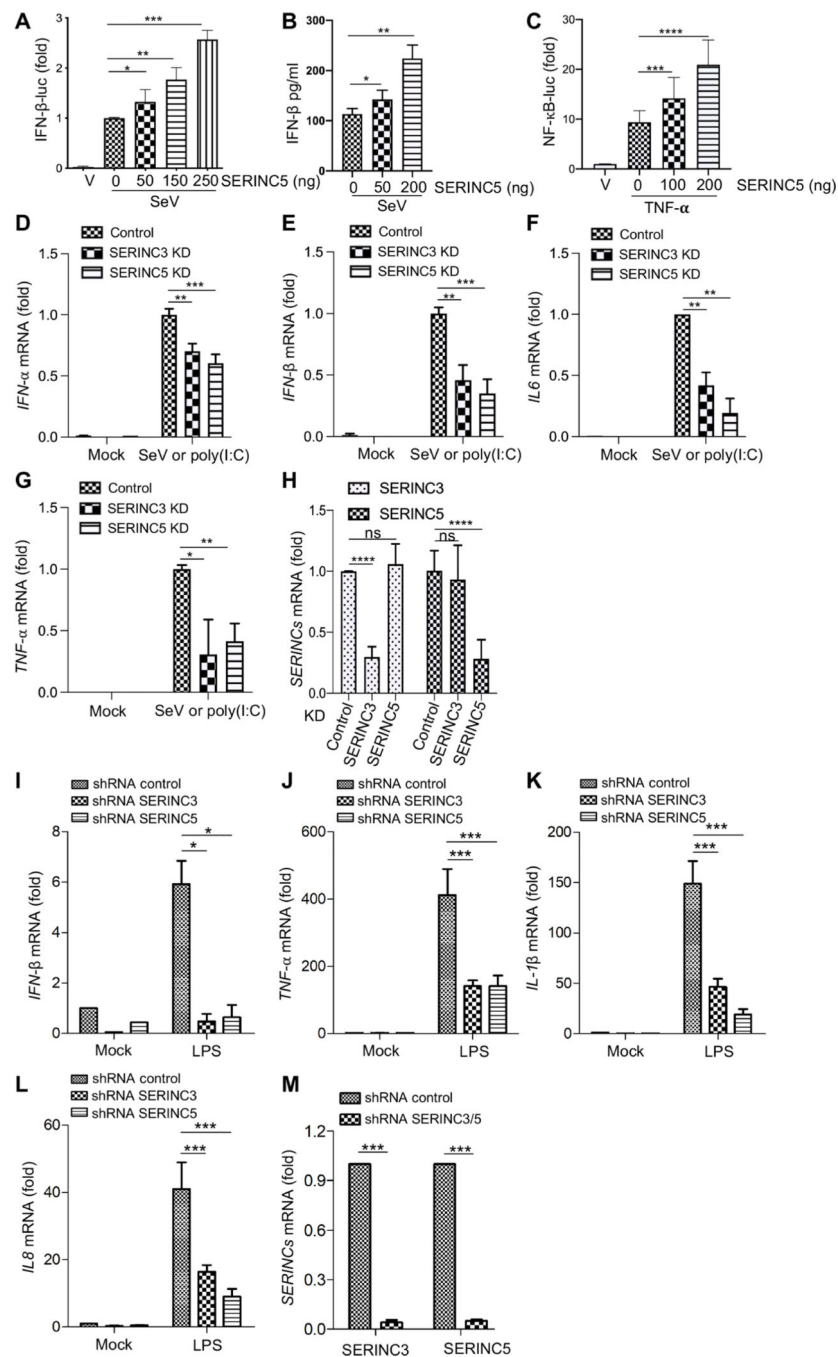 A
IFN-β-luc (fold)
3
2
1
0
***
**
*
V 0 50 150 250 SERINC5 (ng)
SeV
B
IFN-β pg/ml
300
200
100
0
**
*
0 50 200 SERINC5 (ng)
SeV
C
NF-κB-luc (fold)
30
20
10
0
****
***
V 0 100 200 SERINC5 (ng)
TNF-α
D
Control
SERINC3 KD
SERINC5 KD
IFN-α mRNA (fold)
1.5
1.0
0.5
0.0
***
**
Mock SeV or poly(I:C)
E
Control
SERINC3 KD
SERINC5 KD
IFN-β mRNA (fold)
1.5
1.0
0.5
0.0
***
**
Mock SeV or poly(I:C)
F
Control
SERINC3 KD
SERINC5 KD
IL6 mRNA (fold)
1.5
1.0
0.5
0.0
**
**
Mock SeV or poly(I:C)
G
Control
SERINC3 KD
SERINC5 KD
TNF-α mRNA (fold)
1.5
1.0
0.5
0.0
**
*
Mock SeV or poly(I:C)
H
SERINC3
SERINC5
SERINCs mRNA (fold)
1.5
1.0
0.5
0.0
ns
****
****
ns
KD
Control
SERINC3
SERINC5
Control
SERINC3
SERINC5
I
shRNA control
shRNA SERINC3
shRNA SERINC5
IFN-β mRNA (fold)
8
6
4
2
0
*
*
Mock LPS
J
shRNA control
shRNA SERINC3
shRNA SERINC5
TNF-α mRNA (fold)
600
400
200
0
***
***
Mock LPS
K
shRNA control
shRNA SERINC3
shRNA SERINC5
IL-1β mRNA (fold)
200
150
100
50
0
***
***
Mock LPS
L
shRNA control
shRNA SERINC3
shRNA SERINC5
IL8 mRNA (fold)
60
40
20
0
***
***
Mock LPS
M
shRNA control
shRNA SERINC3/5
SERINCs mRNA (fold)
1.2
0.9
0.6
0.3
0.0
***
***
SERINC3 SERINC5